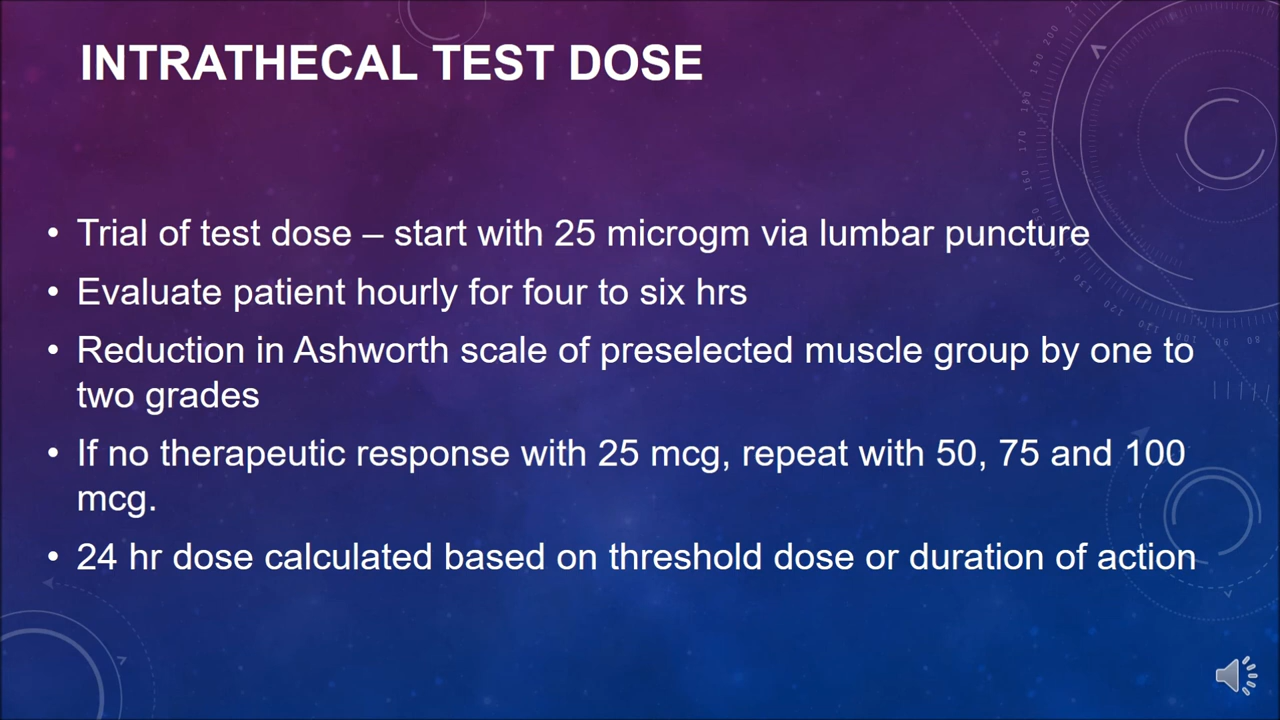 INTRATHECAL TEST DOSE
• Trial of test dose – start with 25 microgm via lumbar puncture
• Evaluate patient hourly for four to six hrs
• Reduction in Ashworth scale of preselected muscle group by one to
two grades
• If no therapeutic response with 25 mcg, repeat with 50, 75 and 100
mcg.
• 24 hr dose calculated based on threshold dose or duration of action